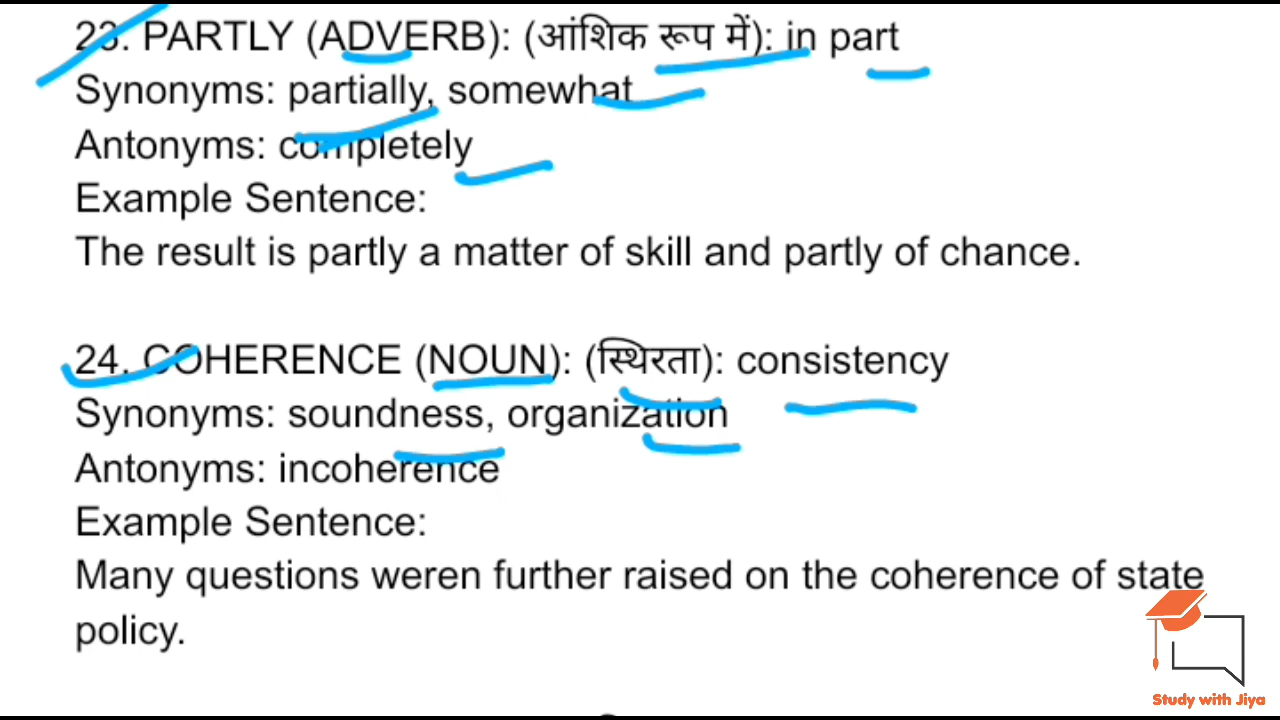 23. PARTLY (ADVERB): (आंशिक रूप में): in part
Synonyms: partially, somewhat
Antonyms: completely
Example Sentence:
The result is partly a matter of skill and partly of chance.
24. COHERENCE (NOUN): (स्थिरता): consistency
Synonyms: soundness, organization
Antonyms: incoherence
Example Sentence:
Many questions weren further raised on the coherence of state
policy.
Study with Jiya